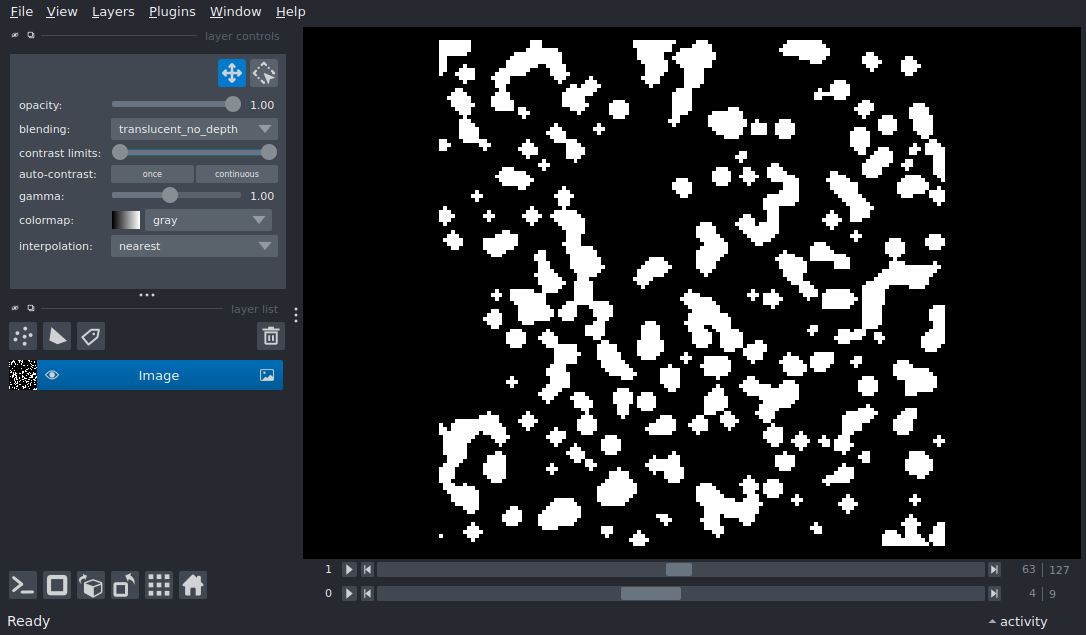 File View Layers Plugins Window Help
layer controls
opacity: 1.00
blending: translucent_no_depth
contrast limits:
auto-contrast: once continuous
gamma: 1.00
colormap: gray
interpolation: nearest
layer list
Image
1 63 127
0 4 9
Ready activity